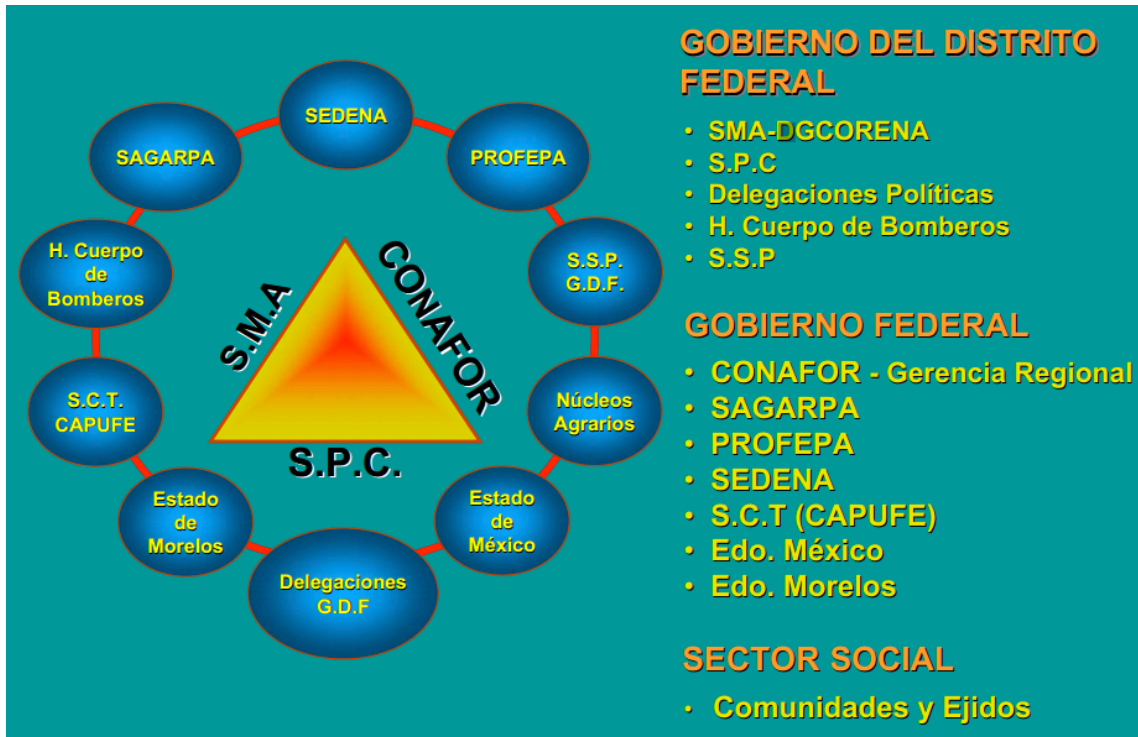 SEDENA
SAGARPA
PROFEPA
H. Cuerpo
de
Bomberos
S.S.P.
G.D.F.
S.C.T.
CAPUFE
Núcleos
Agrarios
Estado
de
Morelos
Estado
de
México
Delegaciones
G.D.F
S.M.A
CONAFOR
S.P.C.
GOBIERNO DEL DISTRITO
FEDERAL
• SMA-DGCORENA
• S.P.C
• Delegaciones Políticas
• H. Cuerpo de Bomberos
• S.S.P
GOBIERNO FEDERAL
• CONAFOR - Gerencia Regional
• SAGARPA
• PROFEPA
• SEDENA
• S.C.T (CAPUFE)
• Edo. México
• Edo. Morelos
SECTOR SOCIAL
• Comunidades y Ejidos